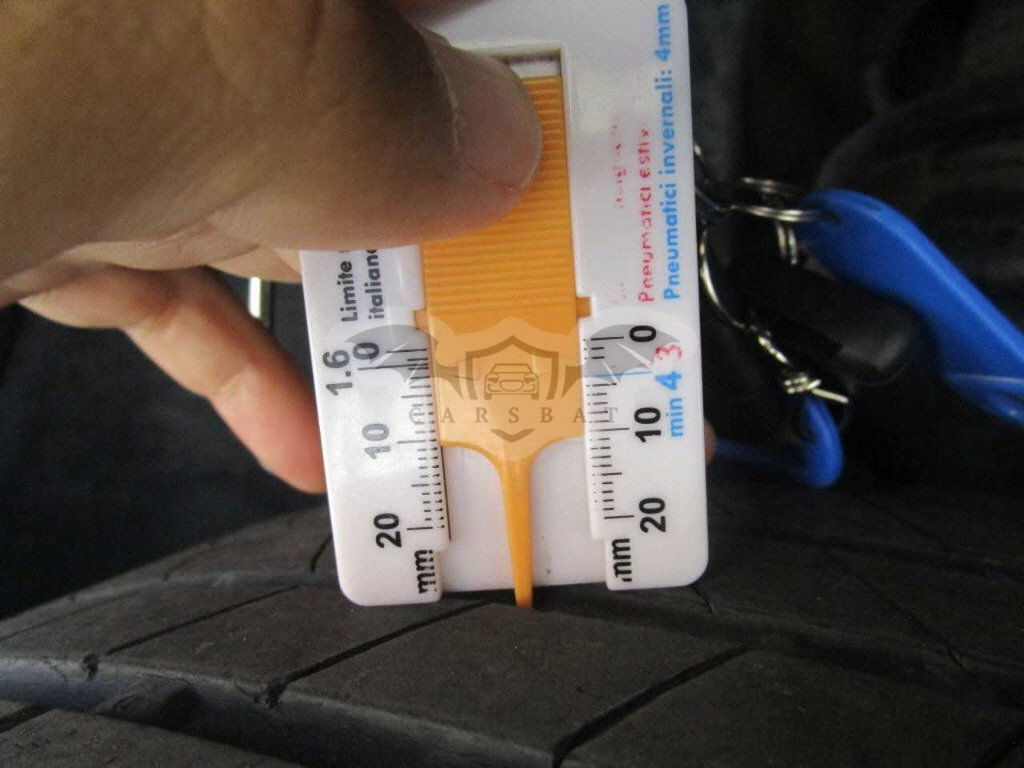 Pneumatici estiv
Pneumatici invernali: 4mm
Limite
italiano
1.6
0
10
20
mm
0
10
20
mm
min 4 3
CARSBAT